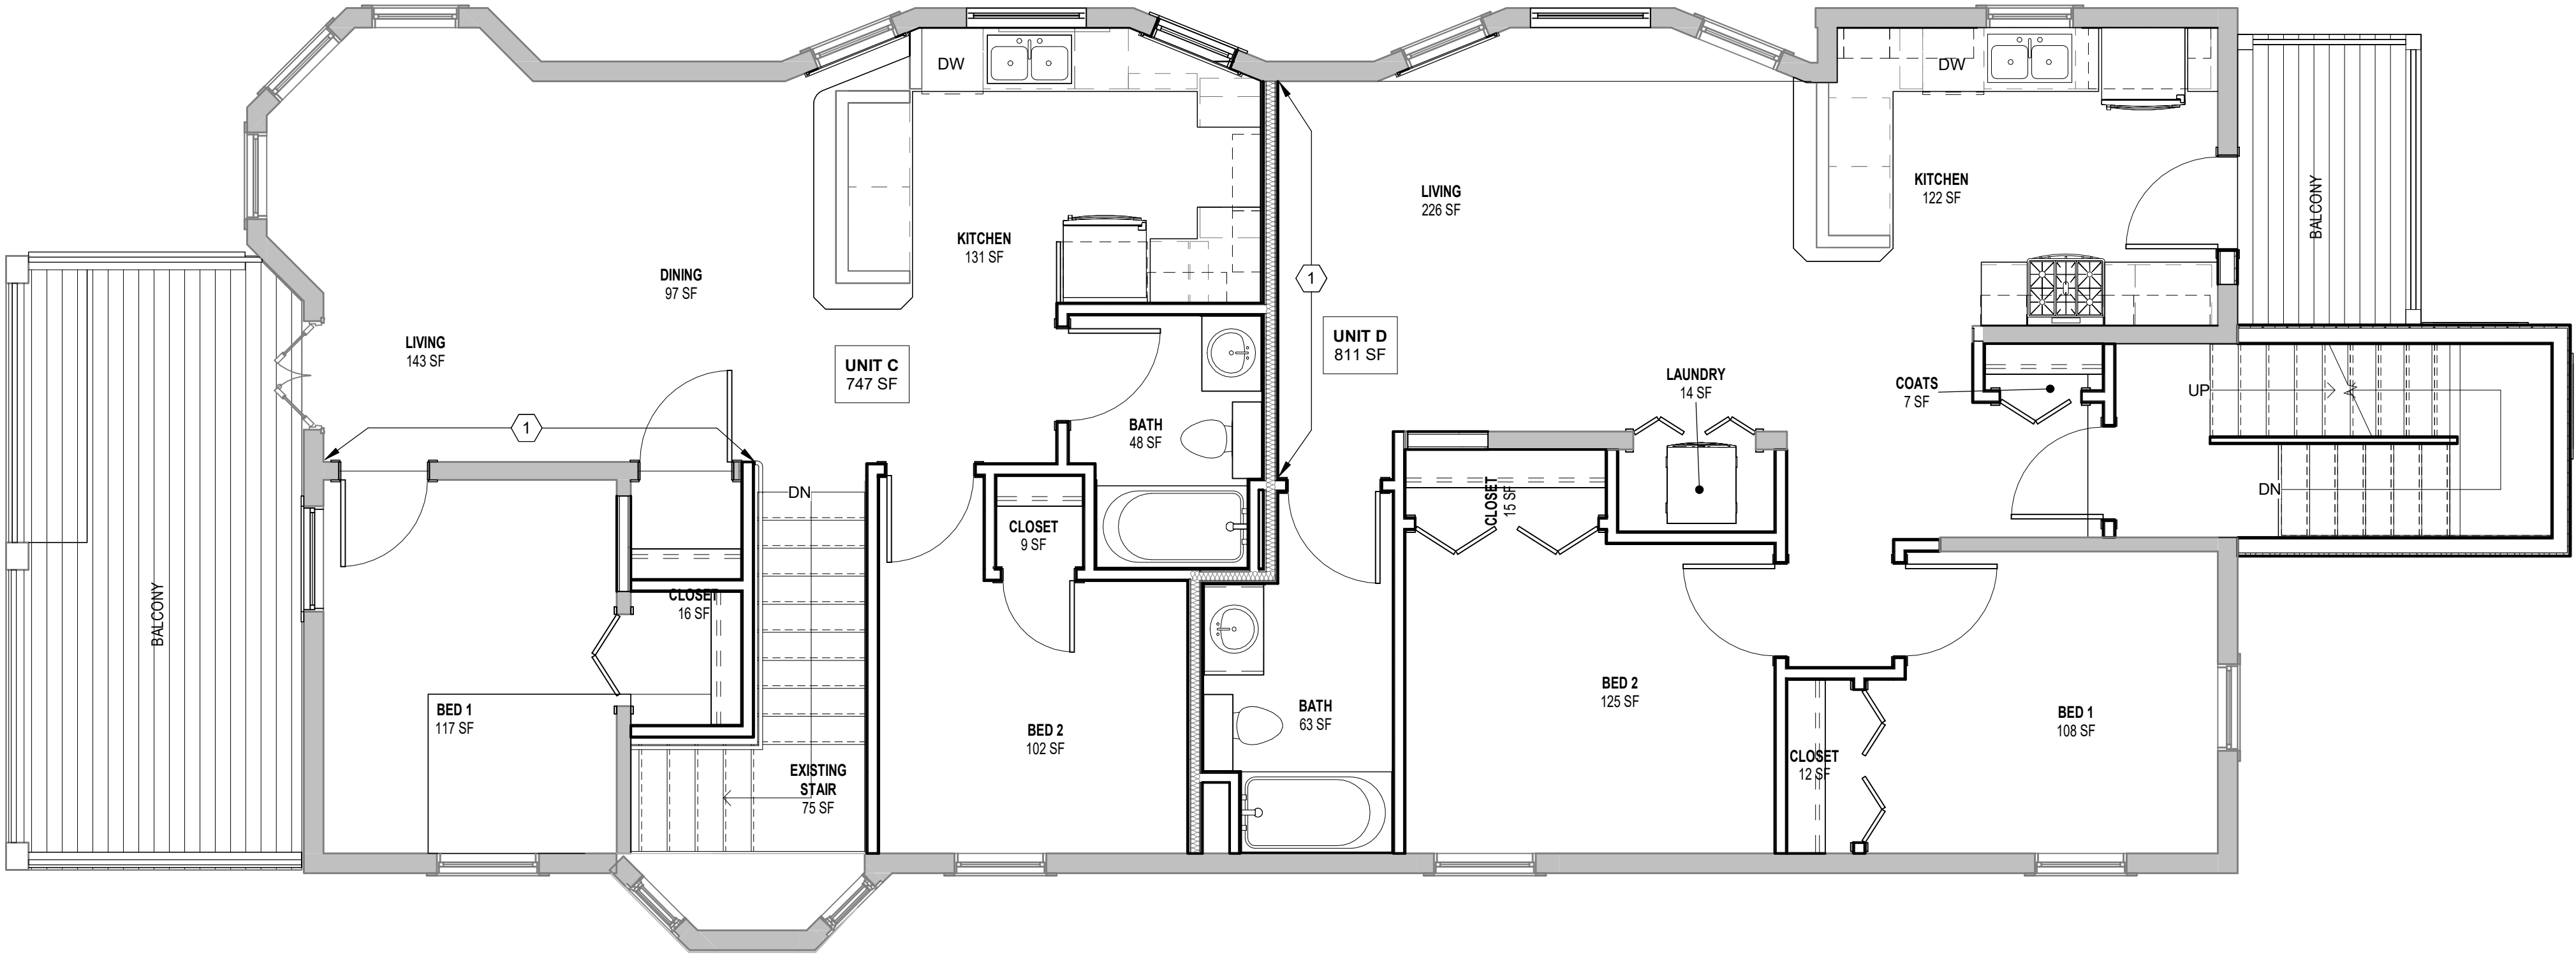 DW
DW
LIVING
226 SF
KITCHEN
122 SF
BALCONY
KITCHEN
131 SF
DINING
97 SF
1
LIVING
143 SF
UNIT C
747 SF
UNIT D
811 SF
LAUNDRY
14 SF
COATS
7 SF
UP
1
BATH
48 SF
DN
CLOSET
15 SF
DN
CLOSET
9 SF
CLOSET
16 SF
BALCONY
BED 1
117 SF
BED 2
102 SF
BATH
63 SF
BED 2
125 SF
BED 1
108 SF
CLOSET
12 SF
EXISTING
STAIR
75 SF